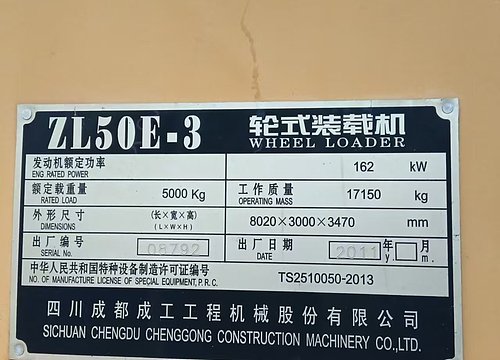 ZL50E-3 轮式装载机
WHEEL LOADER
发动机额定功率 162 kW
ENG RATED POWER
额定载重量 5000 Kg 工作质量 17150 kg
RATED LOAD OPERATING MASS
外形尺寸 (长×宽×高) 8020×3000×3470 mm
DIMENSIONS (L×W×H)
出厂编号 08792 出厂日期 2011 年 月
SERIAL No. DATE y. m.
中华人民共和国特种设备制造许可证编号 TS2510050-2013
NO. OF MANUFACTURE LICENSE OF SPECIAL EQUIPMENT, P.R.C.
四川成都成工工程机械股份有限公司
SICHUAN CHENGDU CHENGGONG CONSTRUCTION MACHINERY CO.,LTD.